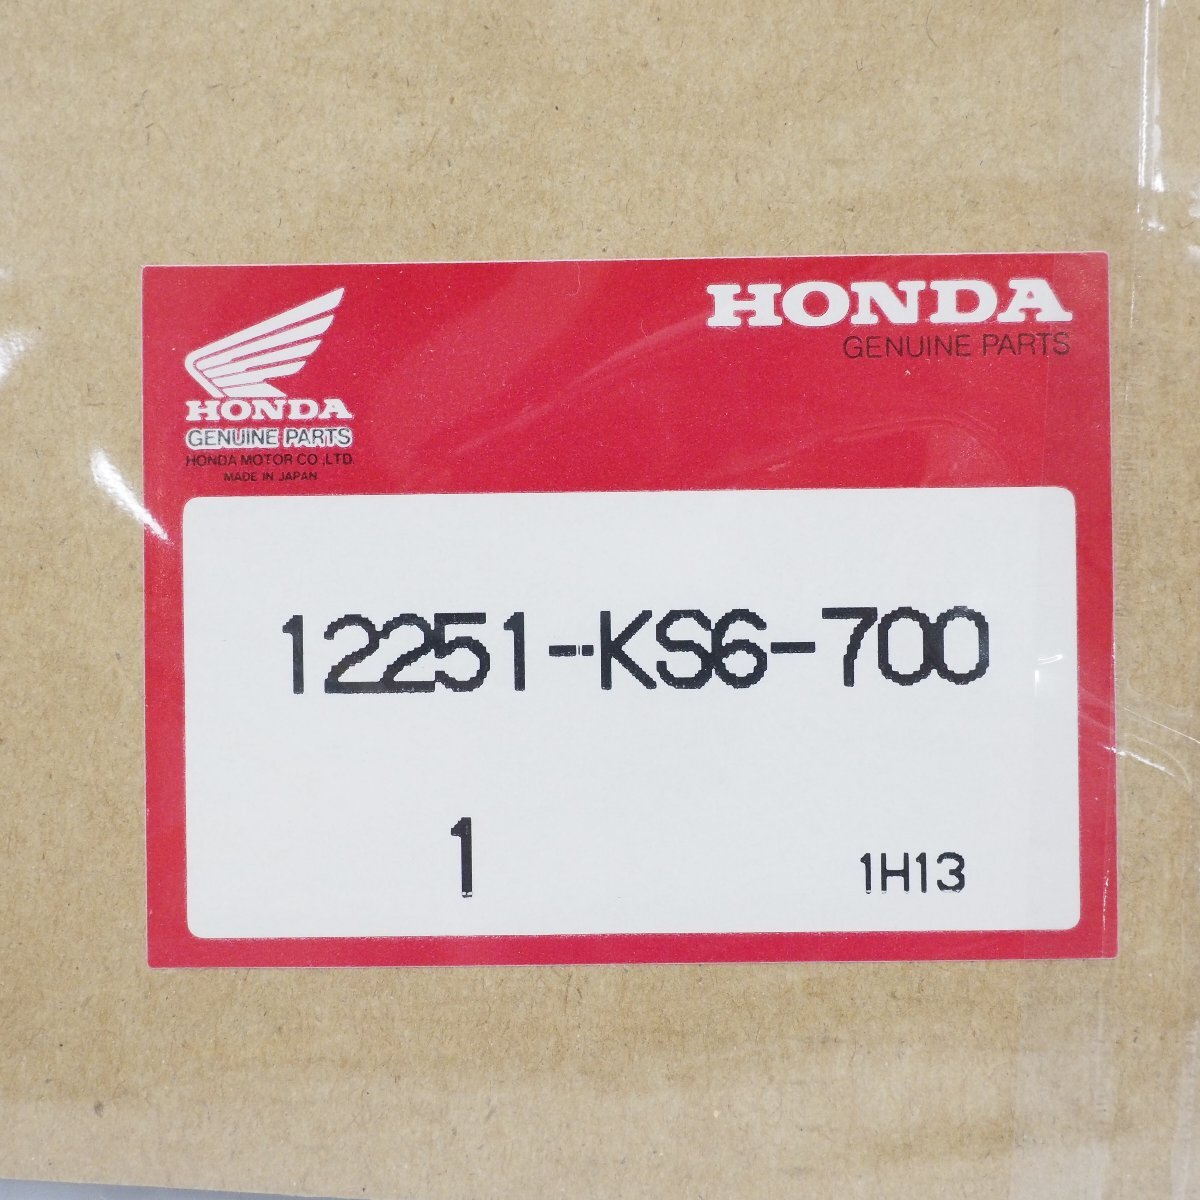 HONDA
GENUINE PARTS
HONDA
GENUINE PARTS
HONDA MOTOR CO.,LTD.
MADE IN JAPAN
12251-KS6-700
1
1H13